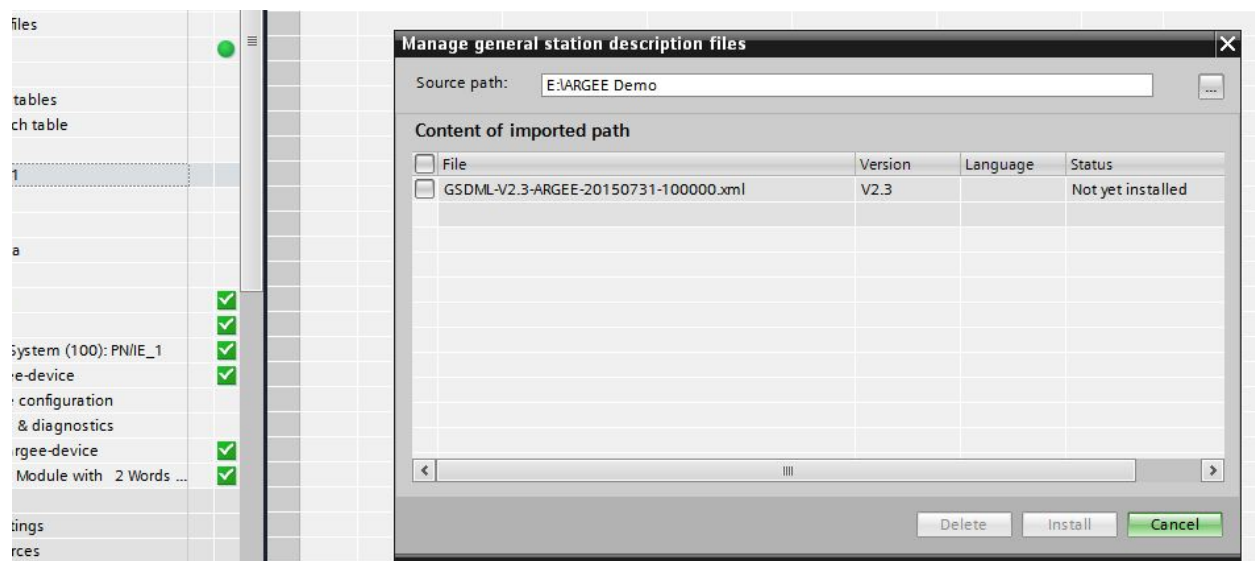 files
tables
ch table
1
a
System (100): PN/IE_1
e-device
configuration
& diagnostics
rgee-device
Module with 2 Words ...
tings
rces
Manage general station description files
Source path: E:\ARGEE Demo ...
Content of imported path
File Version Language Status
GSDML-V2.3-ARGEE-20150731-100000.xml V2.3 Not yet installed
Delete Install Cancel